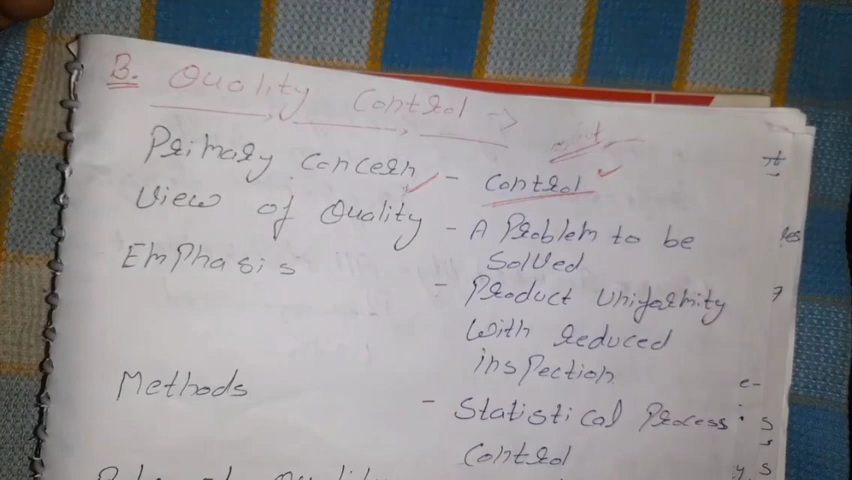 B. Quality Control ->
Primary Concern - Control
View of Quality - A Problem to be
Solved
Emphasis - Product Uniformity
with reduced
inspection
Methods - Statistical Process
Control